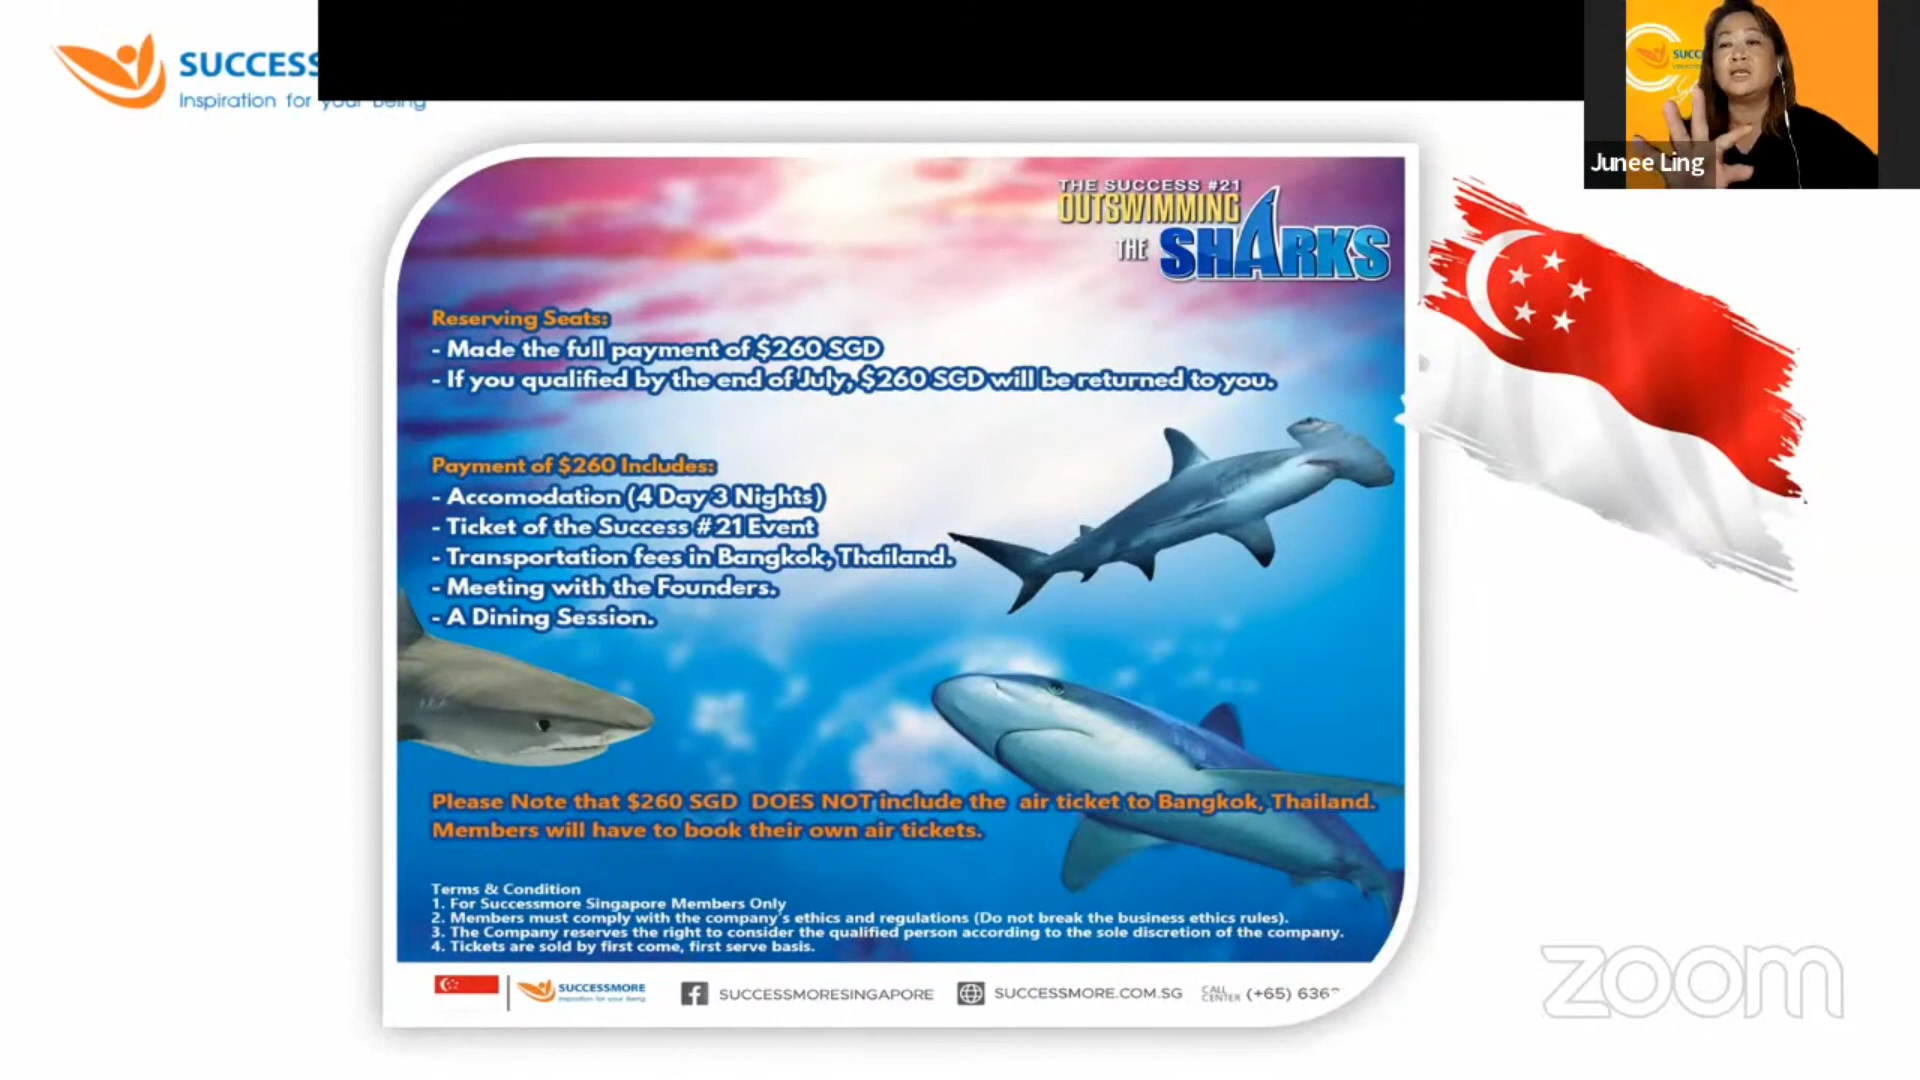 SUCCESS
Inspiration for your being
SUCC
Junee Ling
THE SUCCESS #21
OUTSWIMMING
THE SHARKS
Reserving Seats:
- Made the full payment of $260 SGD
- If you qualified by the end of July, $260 SGD will be returned to you.
Payment of $260 Includes:
- Accomodation (4 Day 3 Nights)
- Ticket of the Success #21 Event
- Transportation fees in Bangkok, Thailand.
- Meeting with the Founders.
- A Dining Session.
Please Note that $260 SGD DOES NOT include the air ticket to Bangkok, Thailand.
Members will have to book their own air tickets.
Terms & Condition
1. For Successmore Singapore Members Only
2. Members must comply with the company's ethics and regulations (Do not break the business ethics rules).
3. The Company reserves the right to consider the qualified person according to the sole discretion of the company.
4. Tickets are sold by first come, first serve basis.
SUCCESSMORE
Inspiration for your Being
SUCCESSMORESINGAPORE
SUCCESSMORE.COM.SG
CALL CENTER (+65) 636
zoom